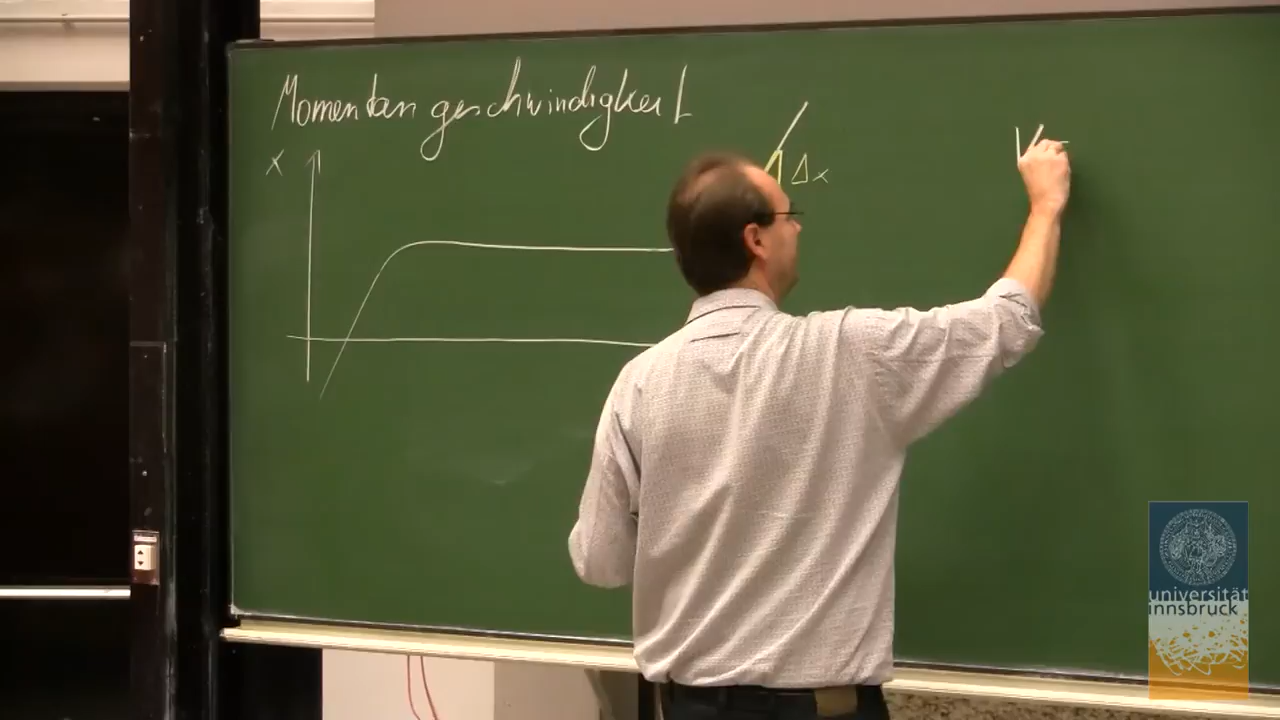 Momentangeschwindigkeit
x
Δx
V
universität
innsbruck